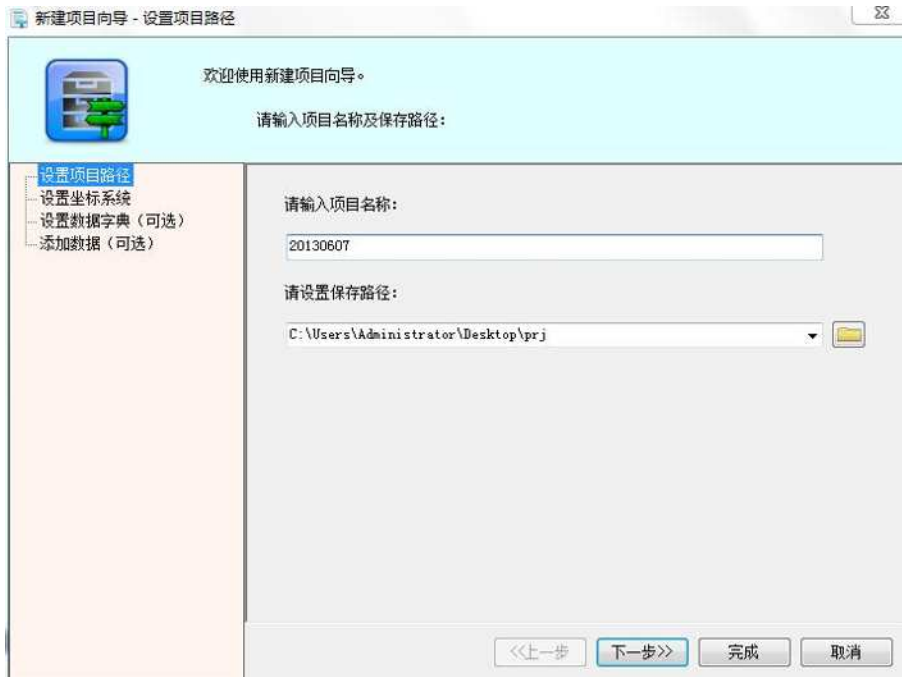 新建项目向导 - 设置项目路径
欢迎使用新建项目向导。
请输入项目名称及保存路径：
设置项目路径
设置坐标系统
设置数据字典（可选）
添加数据（可选）
请输入项目名称：
20130607
请设置保存路径：
C:\Users\Administrator\Desktop\prj
<<上一步 下一步>> 完成 取消